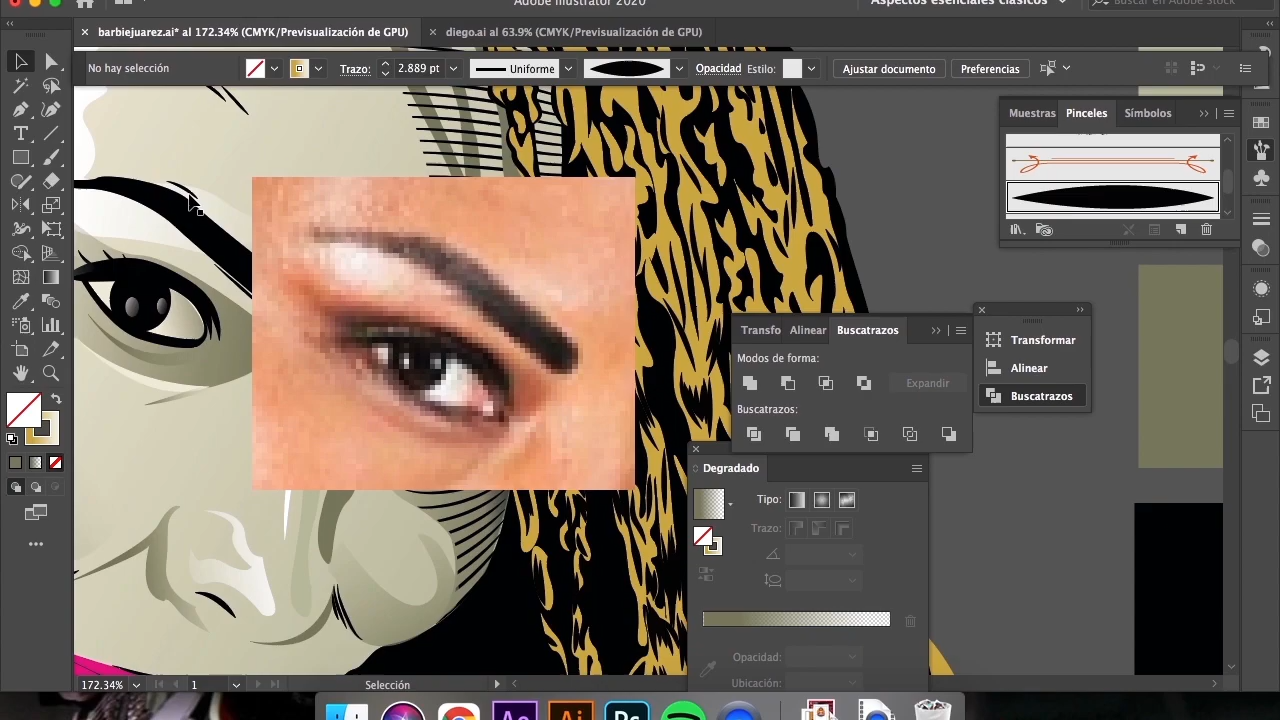 Adobe Illustrator 2020
Aspectos esenciales clásicos
Buscar en Adobe Stock
barbiejuarez.ai* al 172.34% (CMYK/Previsualización de GPU)
diego.ai al 63.9% (CMYK/Previsualización de GPU)
No hay selección
Trazo:
2.889 pt
Uniforme
Opacidad
Estilo:
Ajustar documento
Preferencias
Muestras
Pinceles
Símbolos
Transfo
Alinear
Buscatrazos
Modos de forma:
Expandir
Buscatrazos:
Transformar
Alinear
Buscatrazos
Degradado
Tipo:
Trazo:
Opacidad:
Ubicación:
172.34%
1
Selección
Ae
Ai
Ps